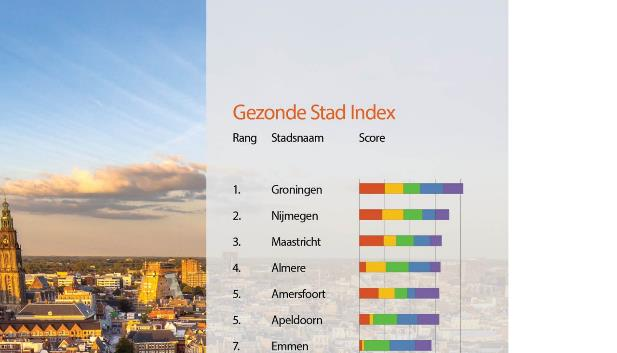 Gezonde Stad Index
Rang Stadsnaam Score
1. Groningen
2. Nijmegen
3. Maastricht
4. Almere
5. Amersfoort
5. Apeldoorn
7. Emmen